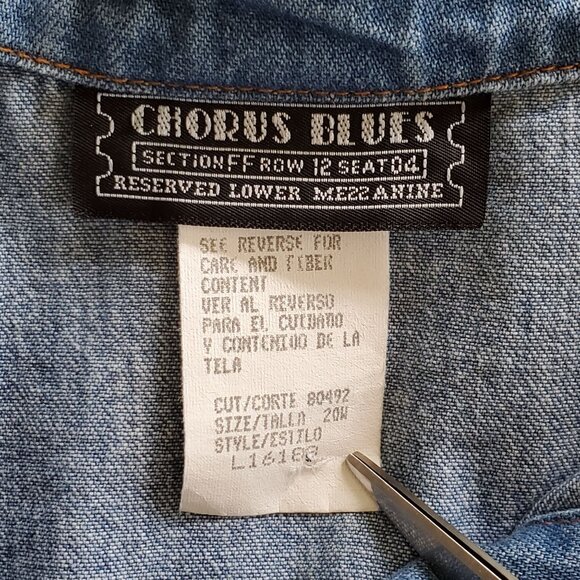 CHORUS BLUES
SECTION FF ROW 12 SEAT 04
RESERVED LOWER MEZZANINE
SEE REVERSE FOR
CARE AND FIBER
CONTENT
VER AL REVERSO
PARA EL CUIDADO
Y CONTENIDO DE LA
TELA
CUT/CORTE 80492
SIZE/TALLA 20W
STYLE/ESTILO